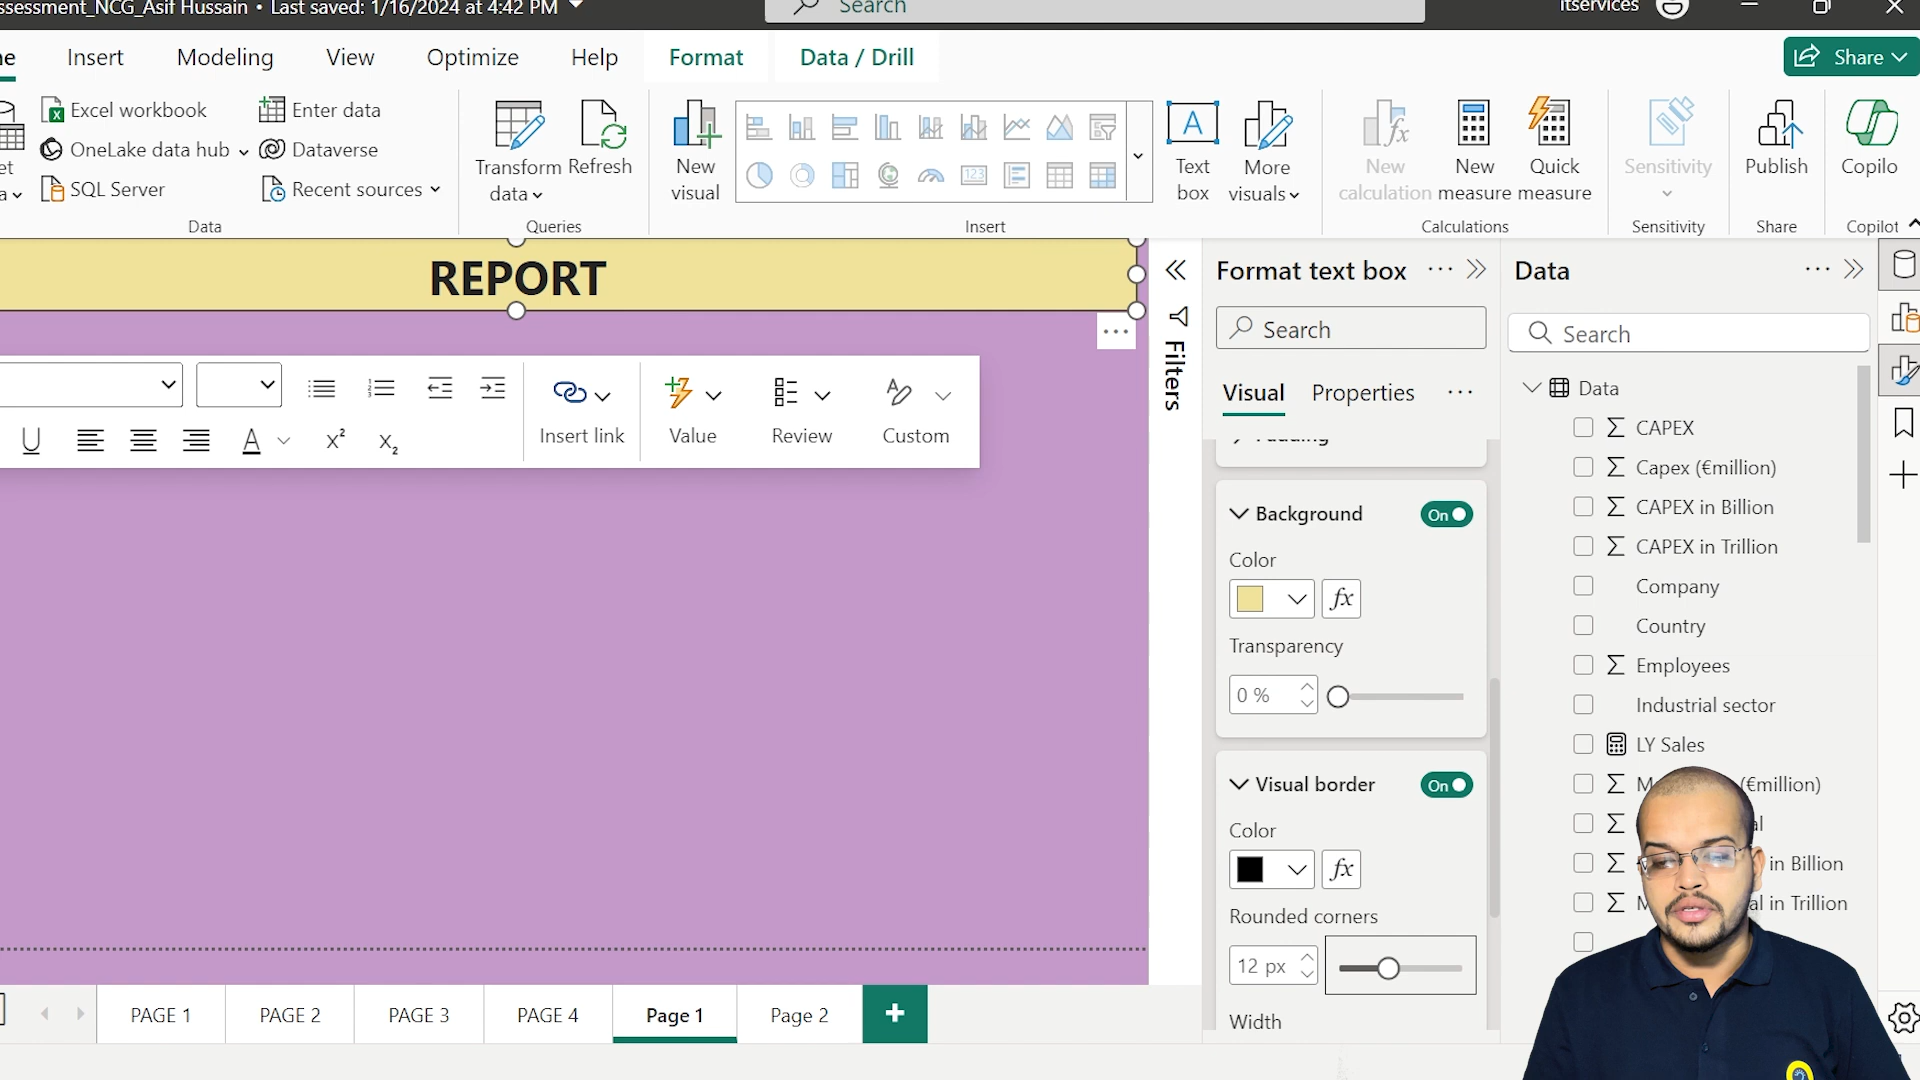 ssessment_NCG_Asif Hussain • Last saved: 1/16/2024 at 4:42 PM
Search
itservices
Insert
Modeling
View
Optimize
Help
Format
Data / Drill
Share
Excel workbook
Enter data
OneLake data hub
Dataverse
SQL Server
Recent sources
Data
Transform data
Refresh
Queries
New visual
Text box
More visuals
Insert
New calculation
New measure
Quick measure
Calculations
Sensitivity
Sensitivity
Publish
Share
Copilo
Copilot
REPORT
Insert link
Value
Review
Custom
Filters
Format text box
Search
Visual
Properties
Background
On
Color
fx
Transparency
0 %
Visual border
On
Color
fx
Rounded corners
12 px
Width
Data
Search
Data
CAPEX
Capex (€million)
CAPEX in Billion
CAPEX in Trillion
Company
Country
Employees
Industrial sector
LY Sales
(€million)
in Billion
in Trillion
PAGE 1
PAGE 2
PAGE 3
PAGE 4
Page 1
Page 2